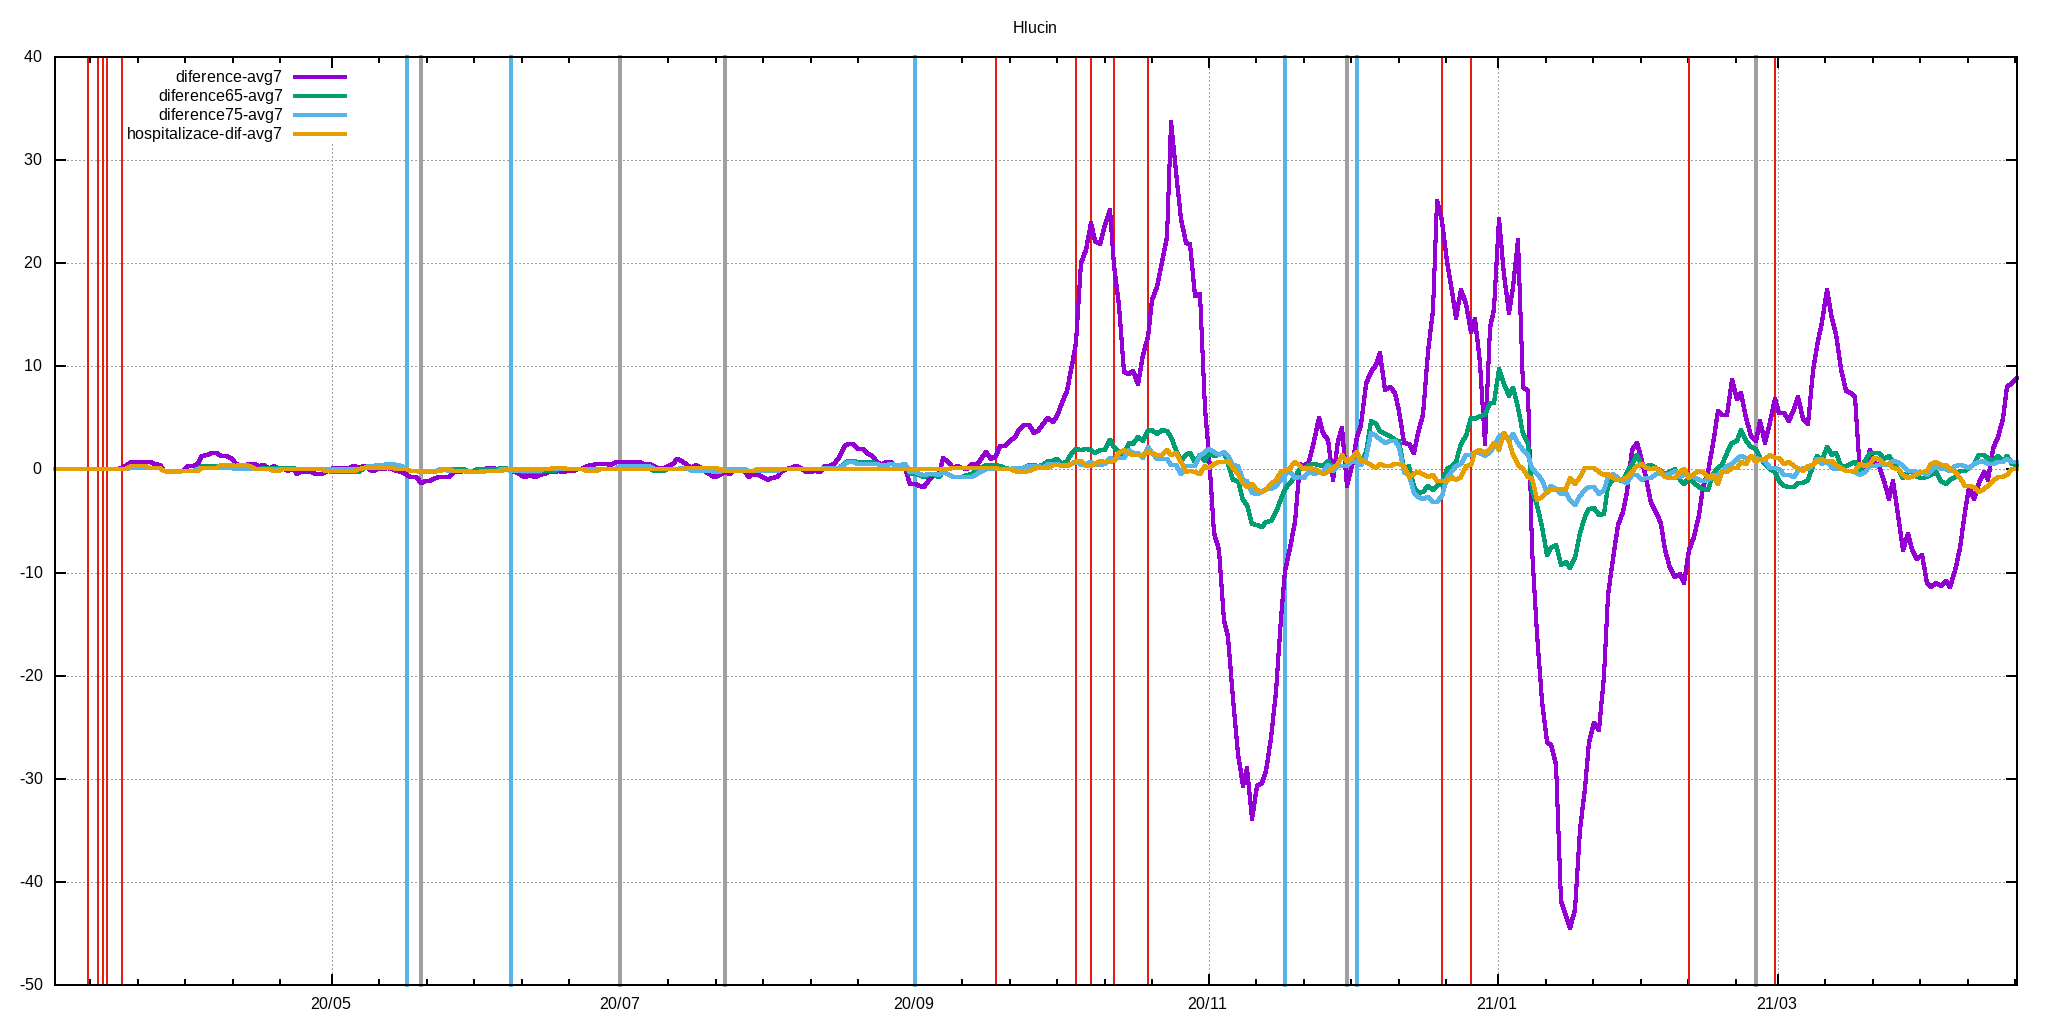 Hlucin
40
diference-avg7
diference65-avg7
diference75-avg7
hospitalizace-dif-avg7
30
20
10
0
-10
-20
-30
-40
-50
20/05 20/07 20/09 20/11 21/01 21/03